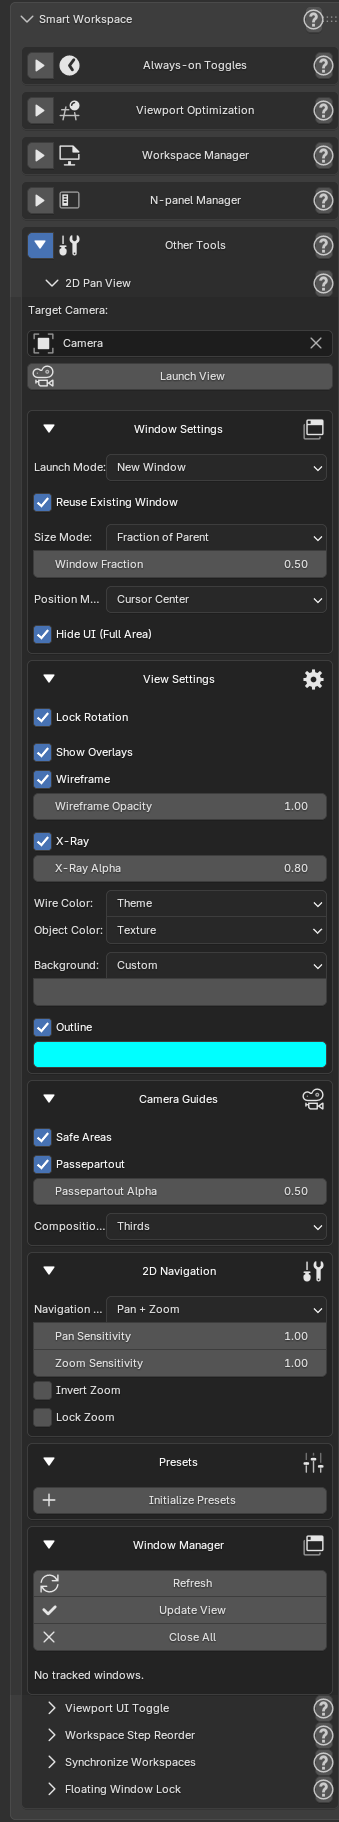 Smart Workspace
Always-on Toggles
Viewport Optimization
Workspace Manager
N-panel Manager
Other Tools
2D Pan View
Target Camera:
Camera
Launch View
Window Settings
Launch Mode: New Window
Reuse Existing Window
Size Mode: Fraction of Parent
Window Fraction 0.50
Position M... Cursor Center
Hide UI (Full Area)
View Settings
Lock Rotation
Show Overlays
Wireframe
Wireframe Opacity 1.00
X-Ray
X-Ray Alpha 0.80
Wire Color: Theme
Object Color: Texture
Background: Custom
Outline
Camera Guides
Safe Areas
Passepartout
Passepartout Alpha 0.50
Compositio... Thirds
2D Navigation
Navigation ... Pan + Zoom
Pan Sensitivity 1.00
Zoom Sensitivity 1.00
Invert Zoom
Lock Zoom
Presets
Initialize Presets
Window Manager
Refresh
Update View
Close All
No tracked windows.
Viewport UI Toggle
Workspace Step Reorder
Synchronize Workspaces
Floating Window Lock